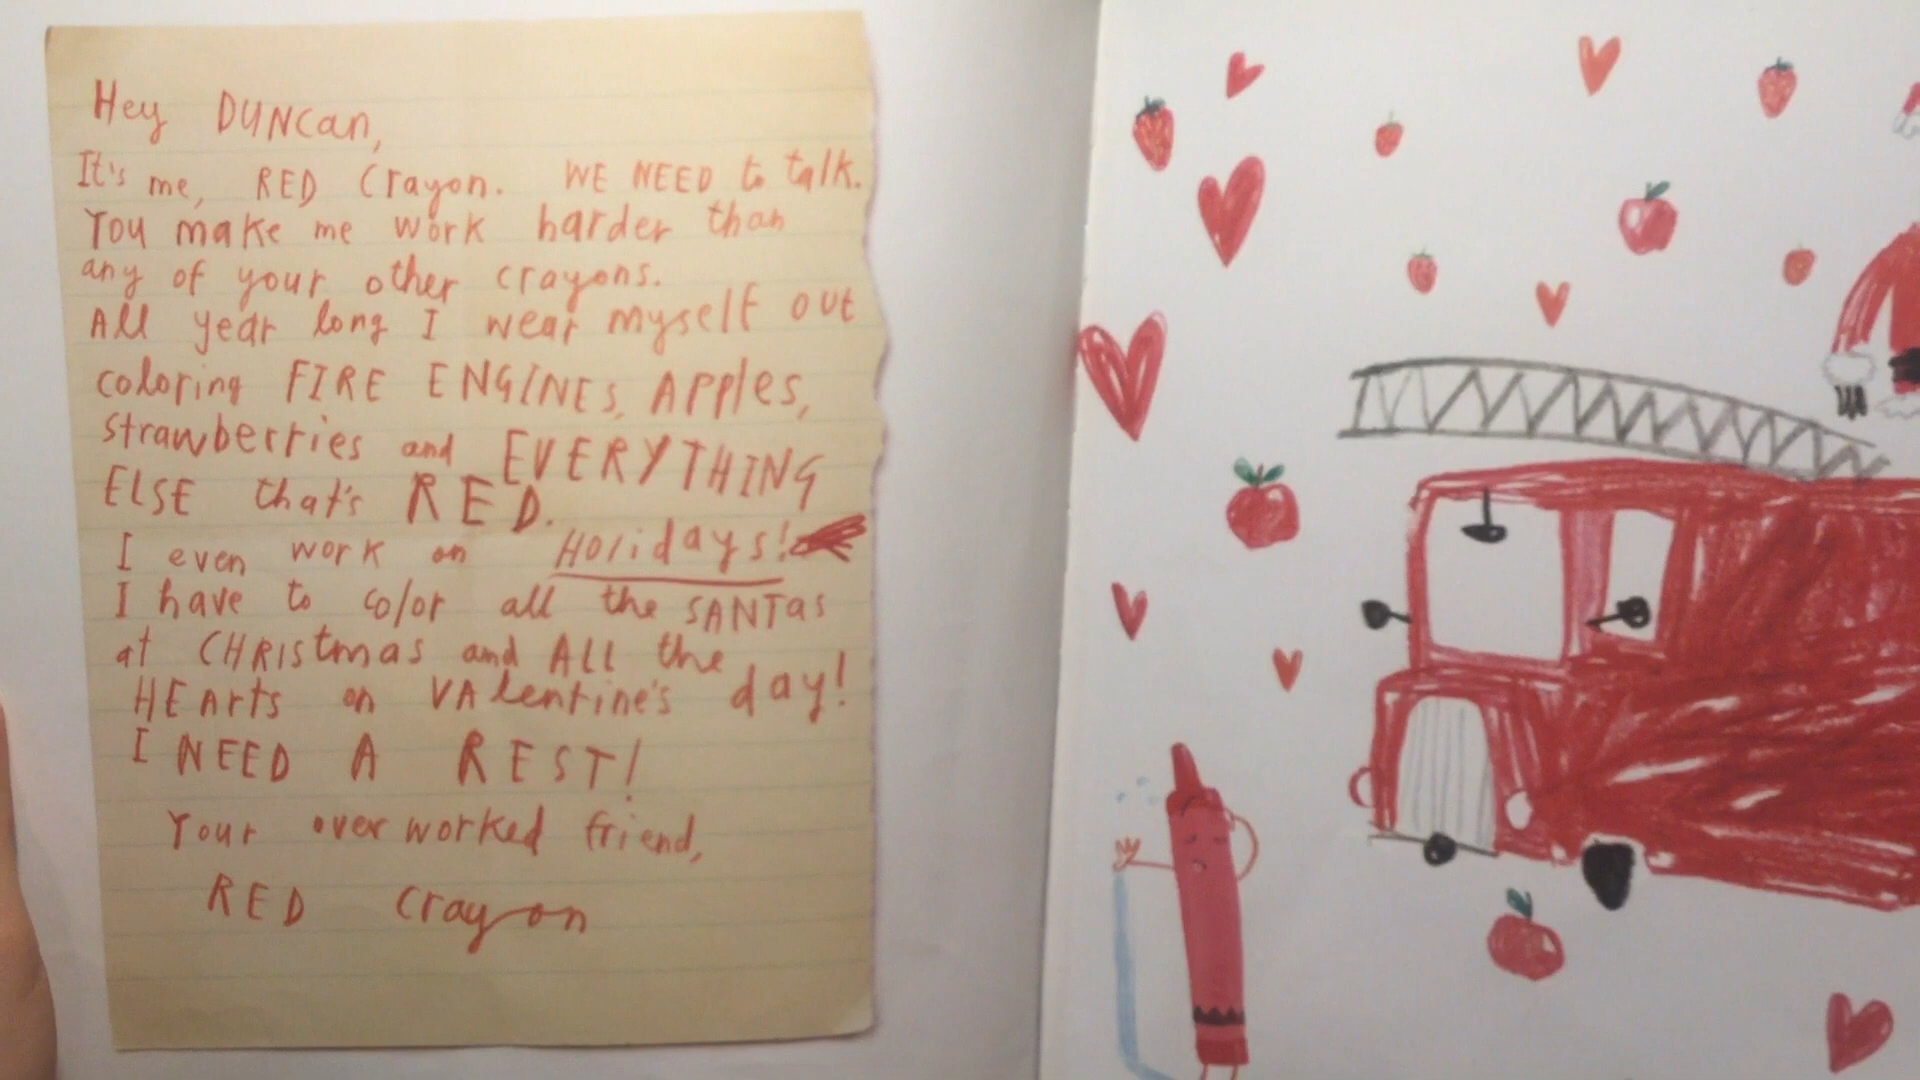 Hey DUNCan,
It's me, RED Crayon. WE NEED to talk.
You make me work harder than
any of your other crayons.
All year long I wear myself out
coloring FIRE ENGINEs, APPles,
strawberries and EVERYTHING
ELSE that's RED.
I even work on HOlidays!
I have to color all the SANTas
at CHRIStmas and ALL the
HEArts on VAlentine's day!
I NEED A REST!
Your overworked friend,
RED crayon